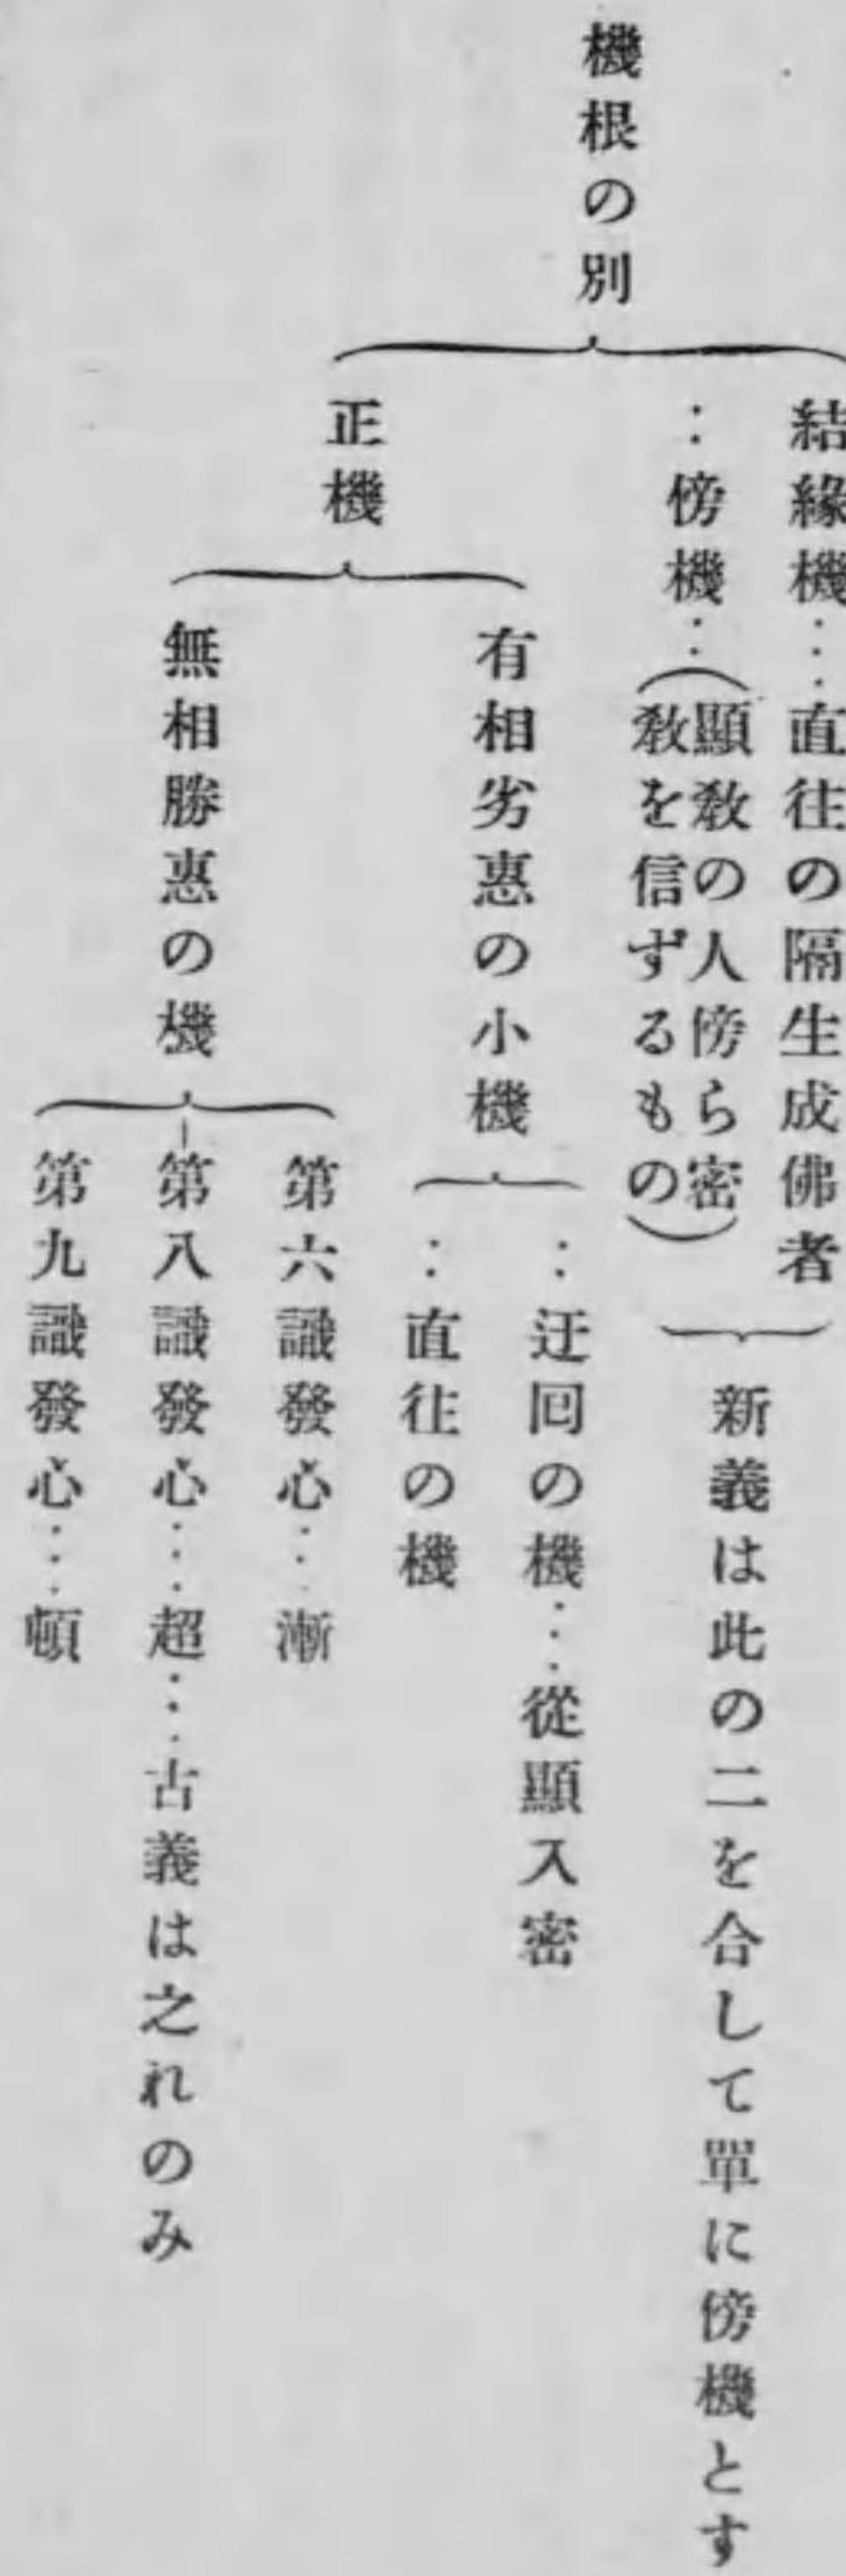 機根の別
結緣機…直往の隔生成佛者
：傍機：(顯敎の人傍ら密
敎を信ずるもの)
新義は此の二を合して單に傍機とす
正機
有相劣惠の小機
：迂囘の機…從顯入密
：直往の機
無相勝惠の機
第六識發心…漸
第八識發心…超…古義は之れのみ
第九識發心…頓